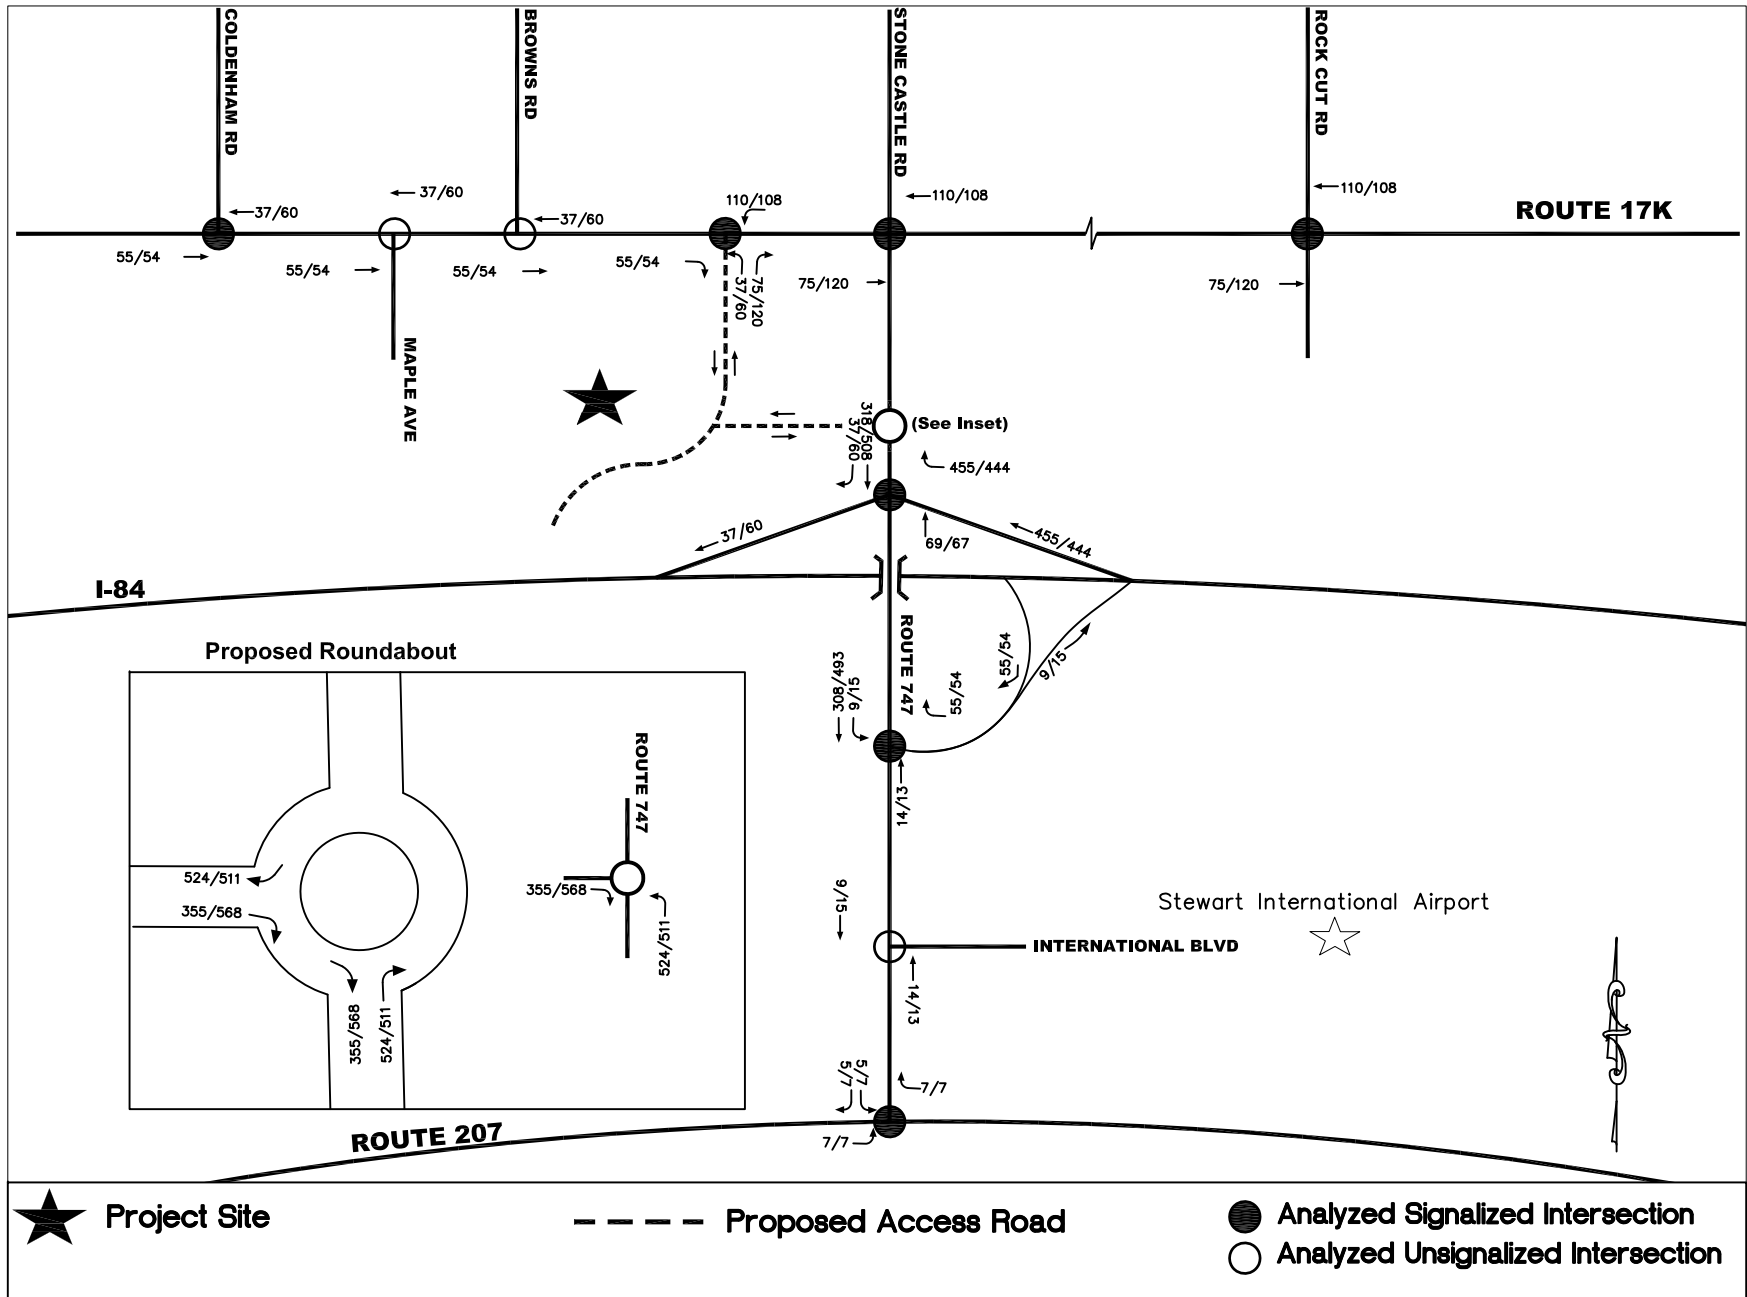 COLDENHAM RD
BROWNS RD
STONE CASTLE RD
ROCK CUT RD
37/60
37/60
37/60
110/108
110/108
110/108
ROUTE 17K
55/54
55/54
55/54
55/54
37/60
75/120
75/120
75/120
MAPLE AVE
318/508
37/60
(See Inset)
455/444
37/60
69/67
455/444
I-84
ROUTE 747
308/493
9/15
55/54
55/54
9/15
14/13
9/15
INTERNATIONAL BLVD
Stewart International Airport
14/13
5/7
5/7
7/7
7/7
ROUTE 207
Proposed Roundabout
524/511
355/568
355/568
524/511
ROUTE 747
355/568
524/511
Project Site
Proposed Access Road
Analyzed Signalized Intersection
Analyzed Unsignalized Intersection